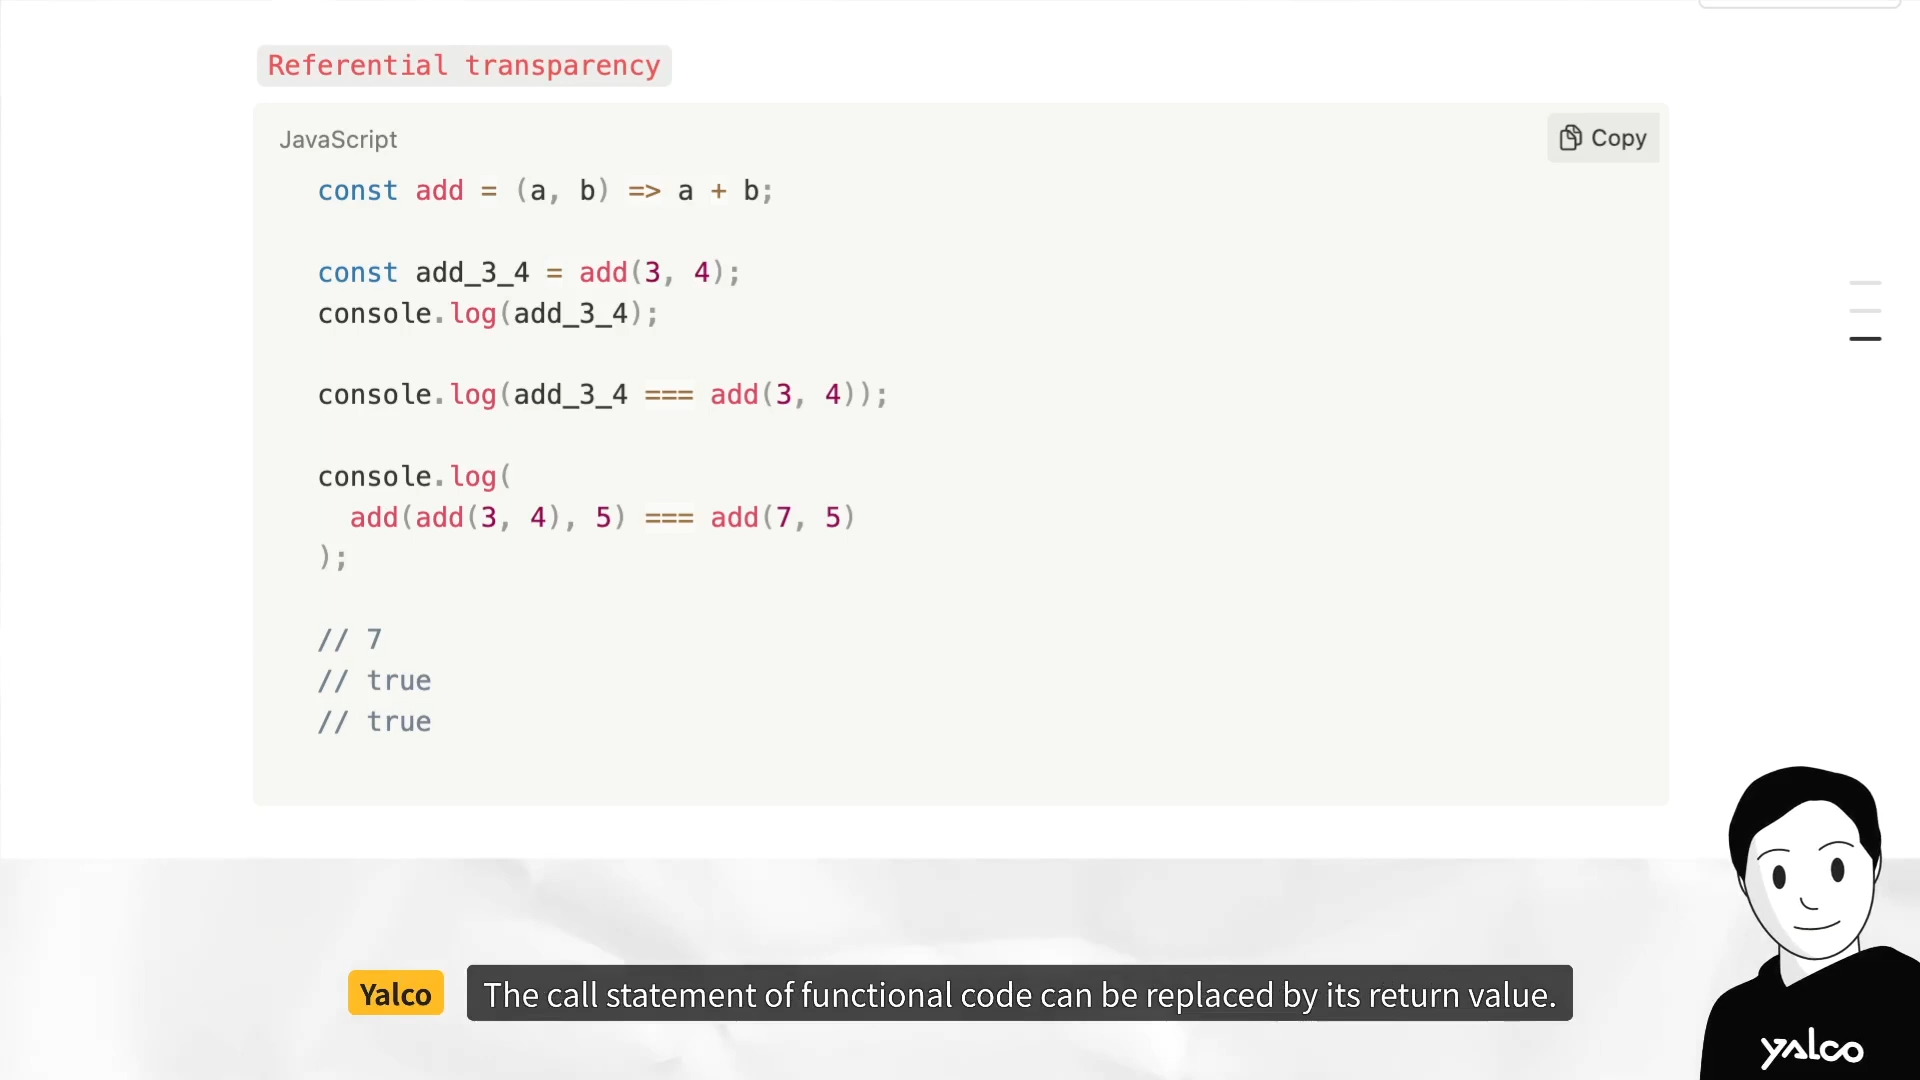 Referential transparency
JavaScript
Copy
const add = (a, b) => a + b;
const add_3_4 = add(3, 4);
console.log(add_3_4);
console.log(add_3_4 === add(3, 4));
console.log(
add(add(3, 4), 5) === add(7, 5)
);
// 7
// true
// true
Yalco
The call statement of functional code can be replaced by its return value.
yalco